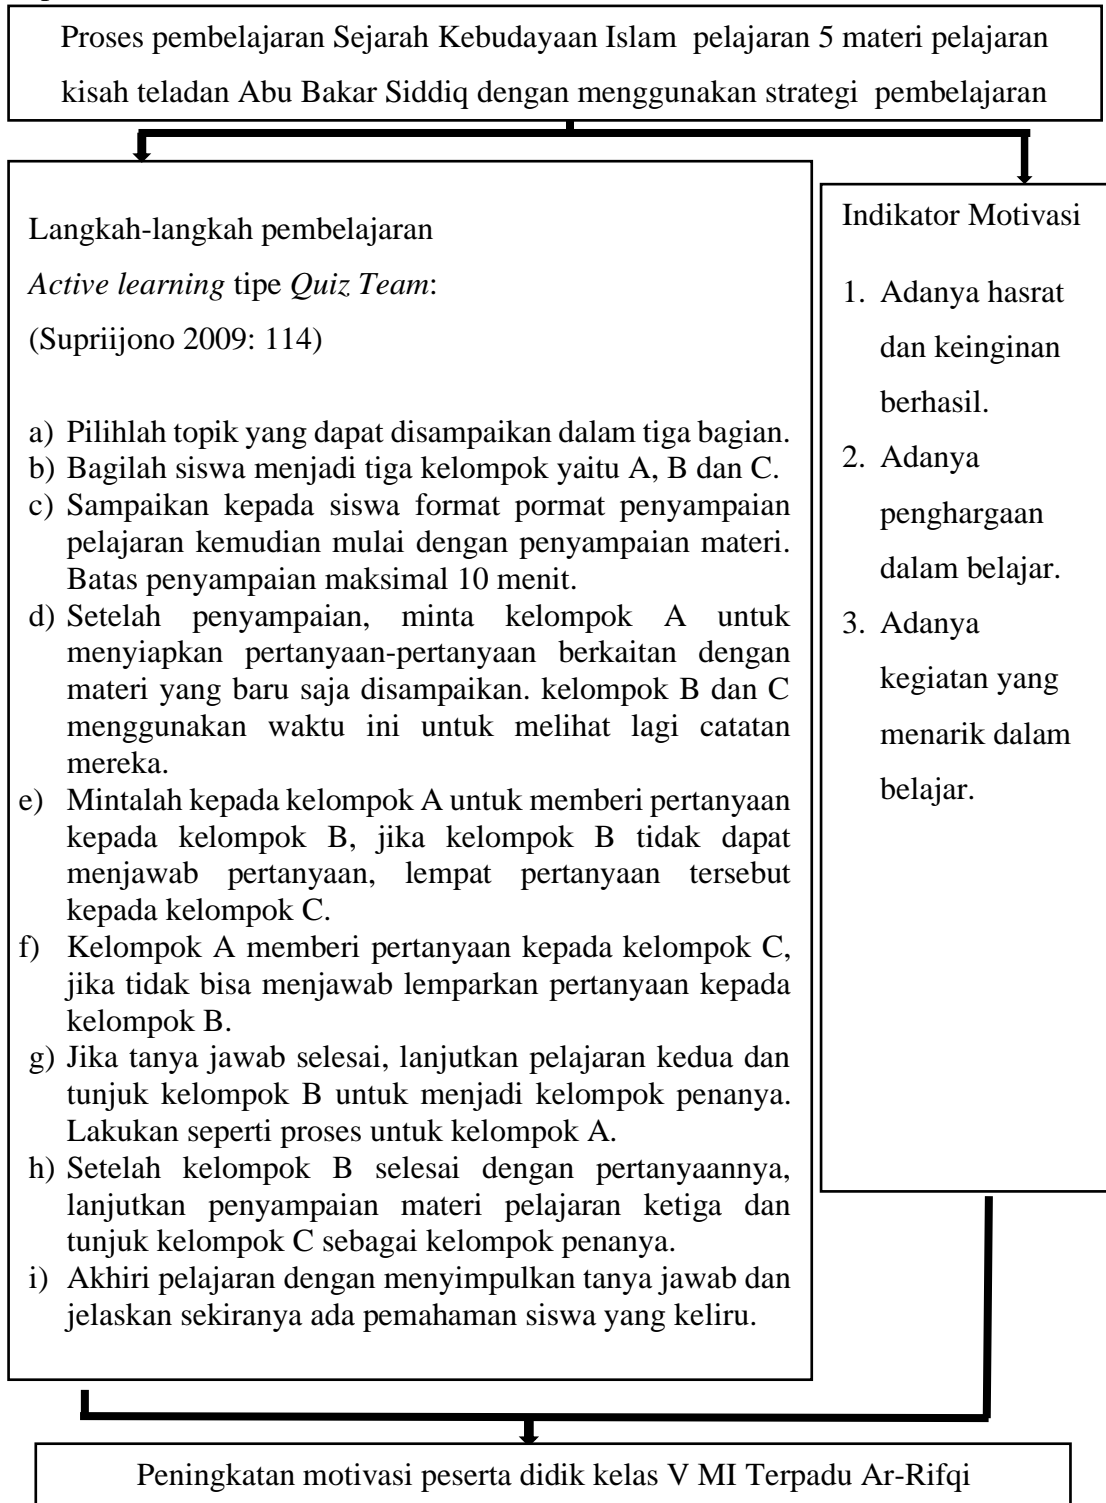 Proses pembelajaran Sejarah Kebudayaan Islam pelajaran 5 materi pelajaran
kisah teladan Abu Bakar Siddiq dengan menggunakan strategi pembelajaran
Langkah-langkah pembelajaran
Active learning tipe Quiz Team:
(Supriijono 2009: 114)
a) Pilihlah topik yang dapat disampaikan dalam tiga bagian.
b) Bagilah siswa menjadi tiga kelompok yaitu A, B dan C.
c) Sampaikan kepada siswa format pormat penyampaian
pelajaran kemudian mulai dengan penyampaian materi.
Batas penyampaian maksimal 10 menit.
d) Setelah penyampaian, minta kelompok A untuk
menyiapkan pertanyaan-pertanyaan berkaitan dengan
materi yang baru saja disampaikan. kelompok B dan C
menggunakan waktu ini untuk melihat lagi catatan
mereka.
e) Mintalah kepada kelompok A untuk memberi pertanyaan
kepada kelompok B, jika kelompok B tidak dapat
menjawab pertanyaan, lempat pertanyaan tersebut
kepada kelompok C.
f) Kelompok A memberi pertanyaan kepada kelompok C,
jika tidak bisa menjawab lemparkan pertanyaan kepada
kelompok B.
g) Jika tanya jawab selesai, lanjutkan pelajaran kedua dan
tunjuk kelompok B untuk menjadi kelompok penanya.
Lakukan seperti proses untuk kelompok A.
h) Setelah kelompok B selesai dengan pertanyaannya,
lanjutkan penyampaian materi pelajaran ketiga dan
tunjuk kelompok C sebagai kelompok penanya.
i) Akhiri pelajaran dengan menyimpulkan tanya jawab dan
jelaskan sekiranya ada pemahaman siswa yang keliru.
Indikator Motivasi
1. Adanya hasrat
dan keinginan
berhasil.
2. Adanya
penghargaan
dalam belajar.
3. Adanya
kegiatan yang
menarik dalam
belajar.
Peningkatan motivasi peserta didik kelas V MI Terpadu Ar-Rifqi